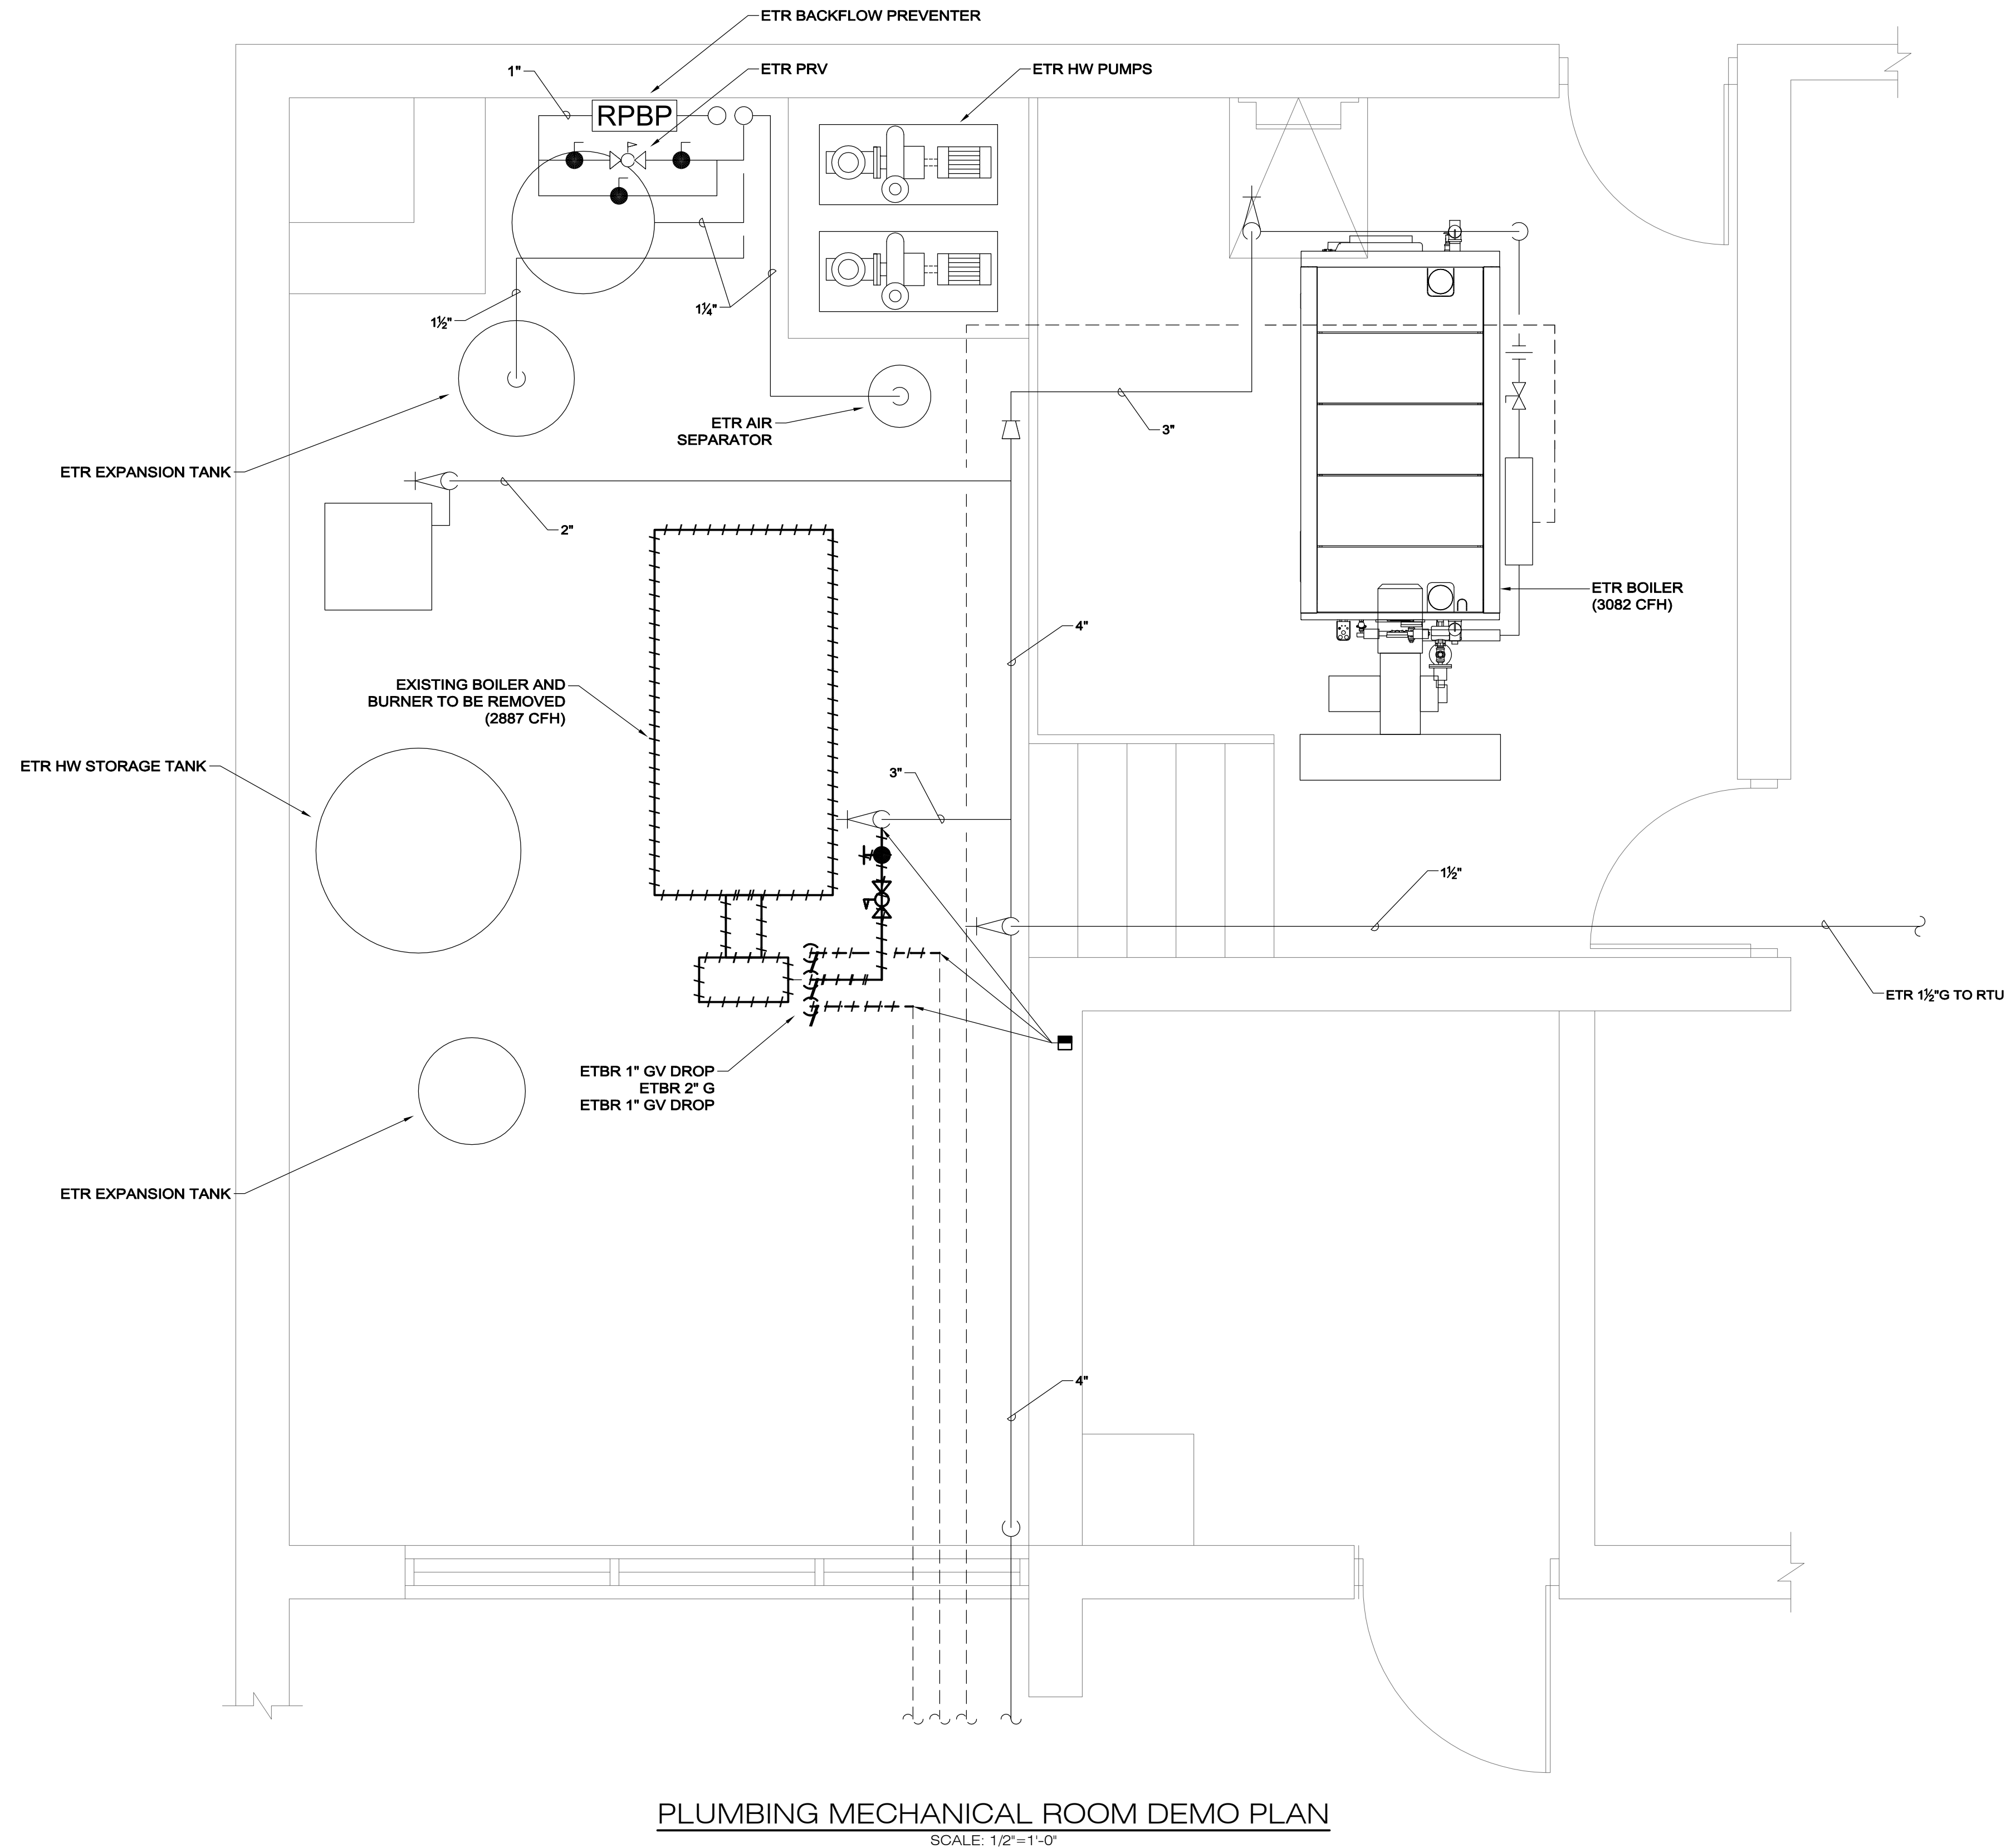 ETR BACKFLOW PREVENTER
1"
ETR PRV
ETR HW PUMPS
RPBP
1½"
1¼"
ETR AIR
SEPARATOR
3"
ETR EXPANSION TANK
2"
ETR BOILER
(3082 CFH)
4"
EXISTING BOILER AND
BURNER TO BE REMOVED
(2887 CFH)
ETR HW STORAGE TANK
3"
1½"
ETR 1½"G TO RTU
ETBR 1" GV DROP
ETBR 2" G
ETBR 1" GV DROP
ETR EXPANSION TANK
4"
PLUMBING MECHANICAL ROOM DEMO PLAN
SCALE: 1/2"=1'-0"